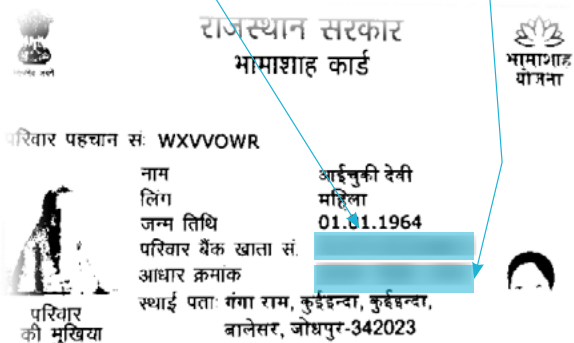 राजस्थान सरकार
भामाशाह कार्ड
भामाशाह
योजना
परिवार पहचान सं: WXVVOWR
नाम आईचुकी देवी
लिंग महिला
जन्म तिथि 01.01.1964
परिवार बैंक खाता सं.
आधार क्रमांक
स्थाई पता: गंगा राम, कुईइन्दा, कुईइन्दा,
बालेसर, जोधपुर-342023
परिवार
की मुखिया